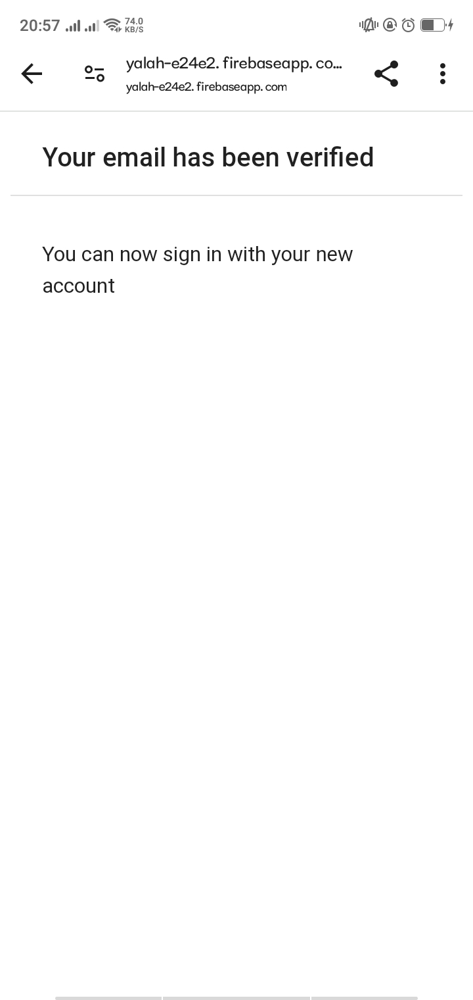 20:57 74.0 KB/S
yalah-e24e2. firebaseapp. co...
yalah-e24e2. firebaseapp. com
Your email has been verified
You can now sign in with your new
account